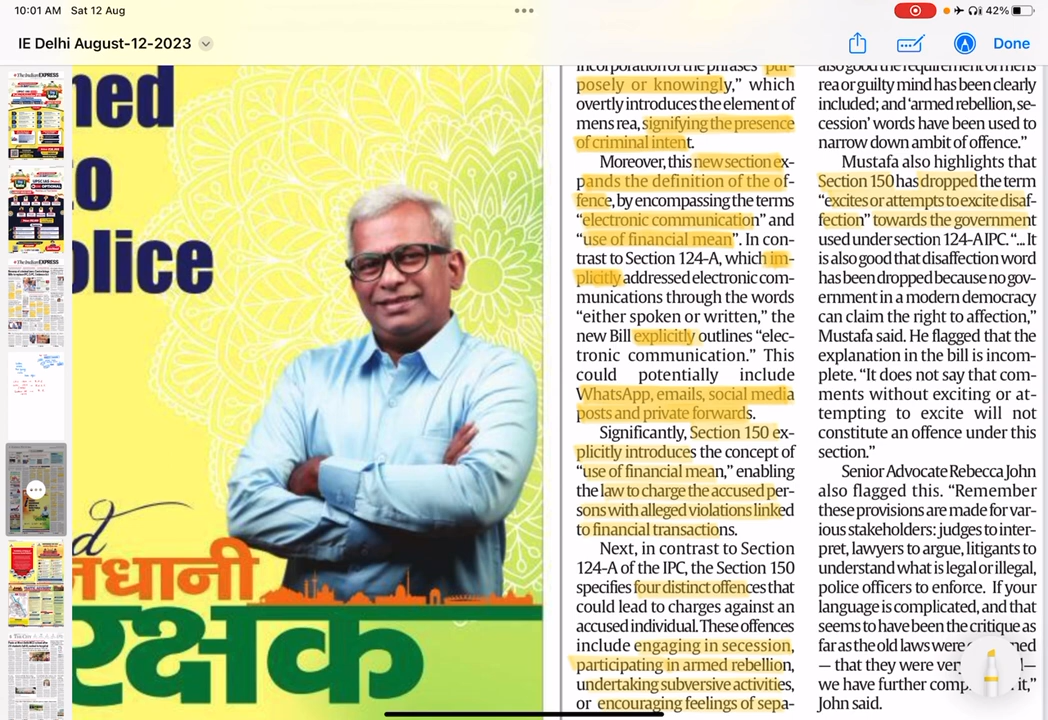 10:01 AM Sat 12 Aug
42%
IE Delhi August-12-2023
Done
ned
to
olice
राजधानी
रक्षक
incorporation of the phrases “pur-
posely or knowingly,” which
overtly introduces the element of
mens rea, signifying the presence
of criminal intent.
Moreover, this new section ex-
pands the definition of the of-
fence, by encompassing the terms
“electronic communication” and
“use of financial mean”. In con-
trast to Section 124-A, which im-
plicitly addressed electronic com-
munications through the words
“either spoken or written,” the
new Bill explicitly outlines “elec-
tronic communication.” This
could potentially include
WhatsApp, emails, social media
posts and private forwards.
Significantly, Section 150 ex-
plicitly introduces the concept of
“use of financial mean,” enabling
the law to charge the accused per-
sons with alleged violations linked
to financial transactions.
Next, in contrast to Section
124-A of the IPC, the Section 150
specifies four distinct offences that
could lead to charges against an
accused individual. These offences
include engaging in secession,
participating in armed rebellion,
undertaking subversive activities,
or encouraging feelings of sepa-
also good the requirement of mens
rea or guilty mind has been clearly
included; and ‘armed rebellion, se-
cession’ words have been used to
narrow down ambit of offence.”
Mustafa also highlights that
Section 150 has dropped the term
“excites or attempts to excite disaf-
fection” towards the government
used under section 124-A IPC. “... It
is also good that disaffection word
has been dropped because no gov-
ernment in a modern democracy
can claim the right to affection,”
Mustafa said. He flagged that the
explanation in the bill is incom-
plete. “It does not say that com-
ments without exciting or at-
tempting to excite will not
constitute an offence under this
section.”
Senior Advocate Rebecca John
also flagged this. “Remember
these provisions are made for var-
ious stakeholders: judges to inter-
pret, lawyers to argue, litigants to
understand what is legal or illegal,
police officers to enforce. If your
language is complicated, and that
seems to have been the critique as
far as the old laws were
— that they were —
we have further it,”
John said.